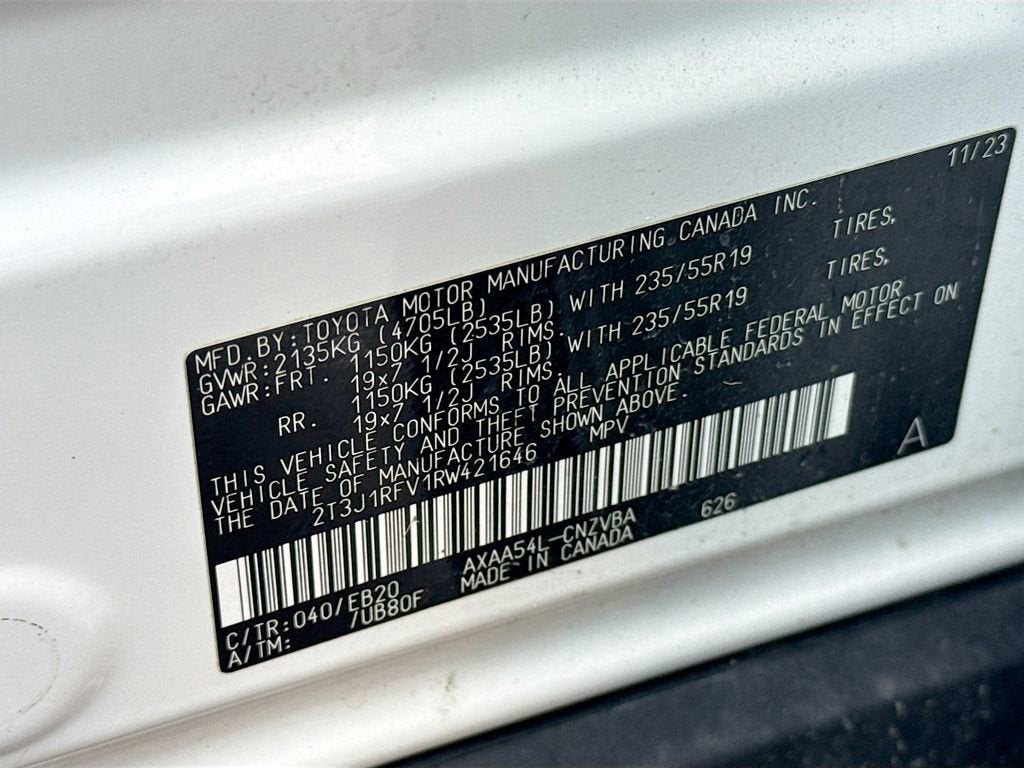 11/23
MFD.BY:TOYOTA MOTOR MANUFACTURING CANADA INC.
GVWR:2135KG (4705LB)
GAWR:FRT. 1150KG (2535LB) WITH 235/55R19 TIRES,
19x7 1/2J RIMS.
RR. 1150KG (2535LB) WITH 235/55R19 TIRES,
19x7 1/2J RIMS.
THIS VEHICLE CONFORMS TO ALL APPLICABLE FEDERAL MOTOR
VEHICLE SAFETY AND THEFT PREVENTION STANDARDS IN EFFECT ON
THE DATE OF MANUFACTURE SHOWN ABOVE.
2T3J1RFV1RW421646 MPV
A
C/TR:040/EB20 AXAA54L-CNZVBA 626
A/TM: /UB80F MADE IN CANADA